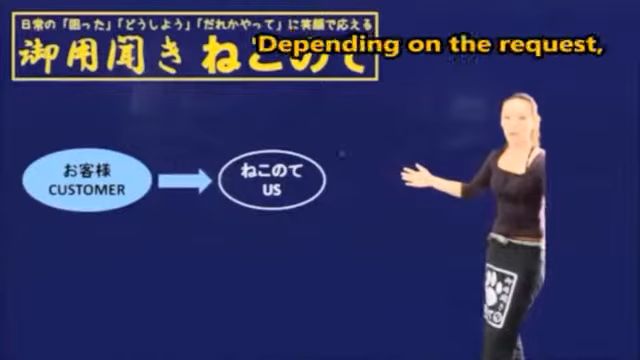 日常の「困った」「どうしよう」「だれかやって」に笑顔で応える
御用聞き ねこのて
'Depending on the request,
お客様
CUSTOMER
ねこのて
US